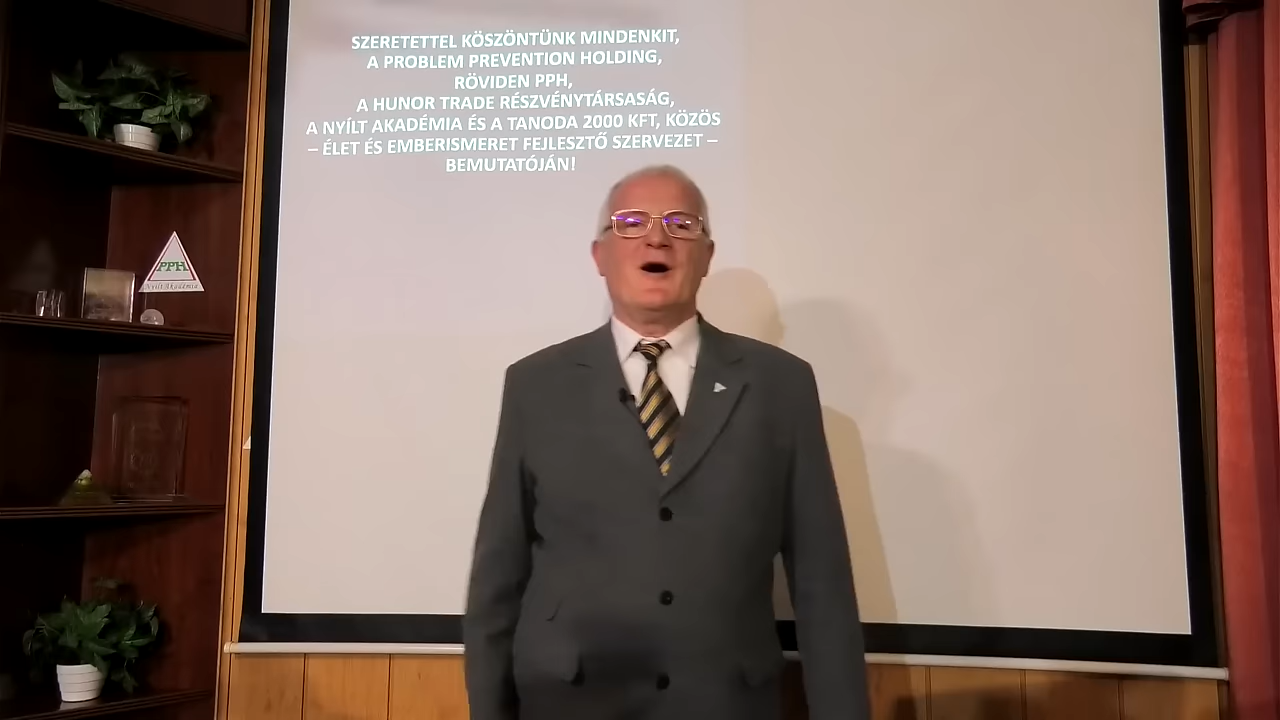 SZERETETTEL KÖSZÖNTÜNK MINDENKIT,
A PROBLEM PREVENTION HOLDING,
RÖVIDEN PPH,
A HUNOR TRADE RÉSZVÉNYTÁRSASÁG,
A NYÍLT AKADÉMIA ÉS A TANODA 2000 KFT, KÖZÖS
– ÉLET ÉS EMBERISMERET FEJLESZTŐ SZERVEZET –
BEMUTATÓJÁN!
PPH
Nyílt Akadémia